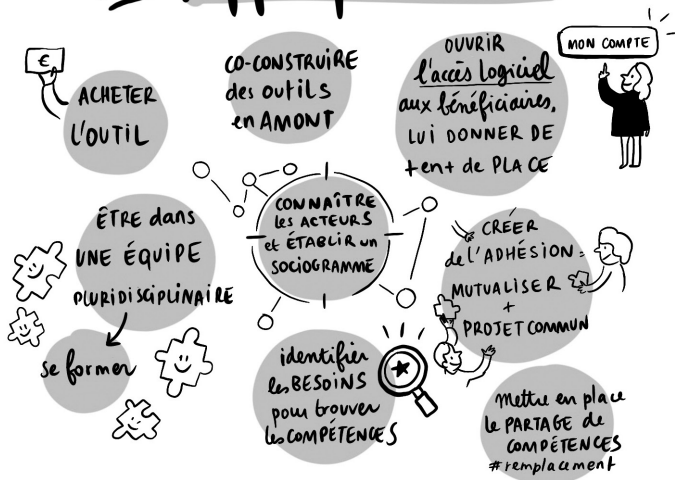 €
ACHETER
L'OUTIL
CO-CONSTRUIRE
des OUTILS
en AMONT
OUVRIR
l'accès Logiciel
aux bénéficiaires,
LUI DONNER DE
+ en + de PLACE
MON COMPTE
ÊTRE dans
UNE ÉQUIPE
PLURIDISCIPLINAIRE
se former
CONNAÎTRE
les ACTEURS
et ÉTABLIR un
SOCIOGRAMME
CRÉER
de L'ADHÉSION :
MUTUALISER
+
PROJET COMMUN
identifier
les BESOINS
pour trouver
les COMPÉTENCES
Mettre en place
le PARTAGE de
COMPÉTENCES
#remplacement